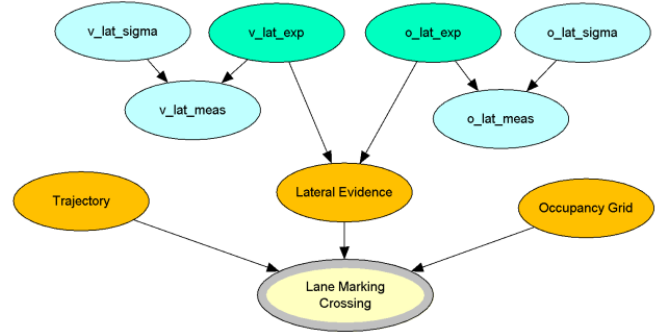 v_lat_sigma
v_lat_exp
o_lat_exp
o_lat_sigma
v_lat_meas
o_lat_meas
Trajectory
Lateral Evidence
Occupancy Grid
Lane Marking
Crossing